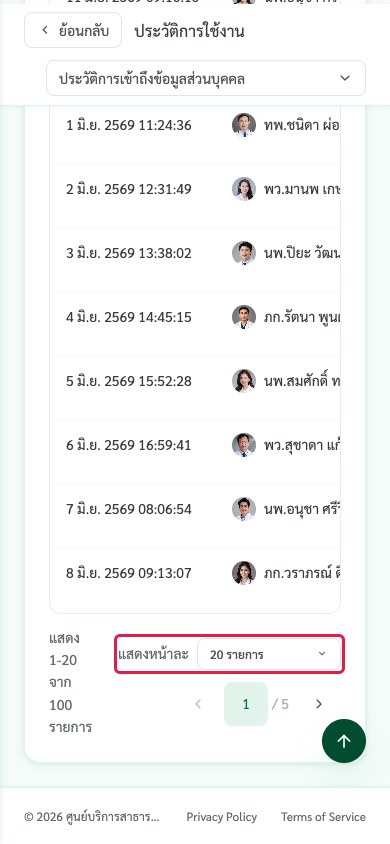 ย้อนกลับ
ประวัติการใช้งาน
ประวัติการเข้าถึงข้อมูลส่วนบุคคล
1 มิ.ย. 2569 11:24:36 ทพ.ชนิดา ผ่อ
2 มิ.ย. 2569 12:31:49 พว.มานพ เกษ
3 มิ.ย. 2569 13:38:02 นพ.ปิยะ วัฒน
4 มิ.ย. 2569 14:45:15 ภก.รัตนา พูน
5 มิ.ย. 2569 15:52:28 นพ.สมศักดิ์ ท
6 มิ.ย. 2569 16:59:41 พว.สุชาดา แก้
7 มิ.ย. 2569 08:06:54 นพ.อนุชา ศรี
8 มิ.ย. 2569 09:13:07 ภก.วราภรณ์
แสดง
1-20
จาก
100
รายการ
แสดงหน้าละ 20 รายการ
1 / 5
© 2026 ศูนย์บริการสาธาร... Privacy Policy Terms of Service